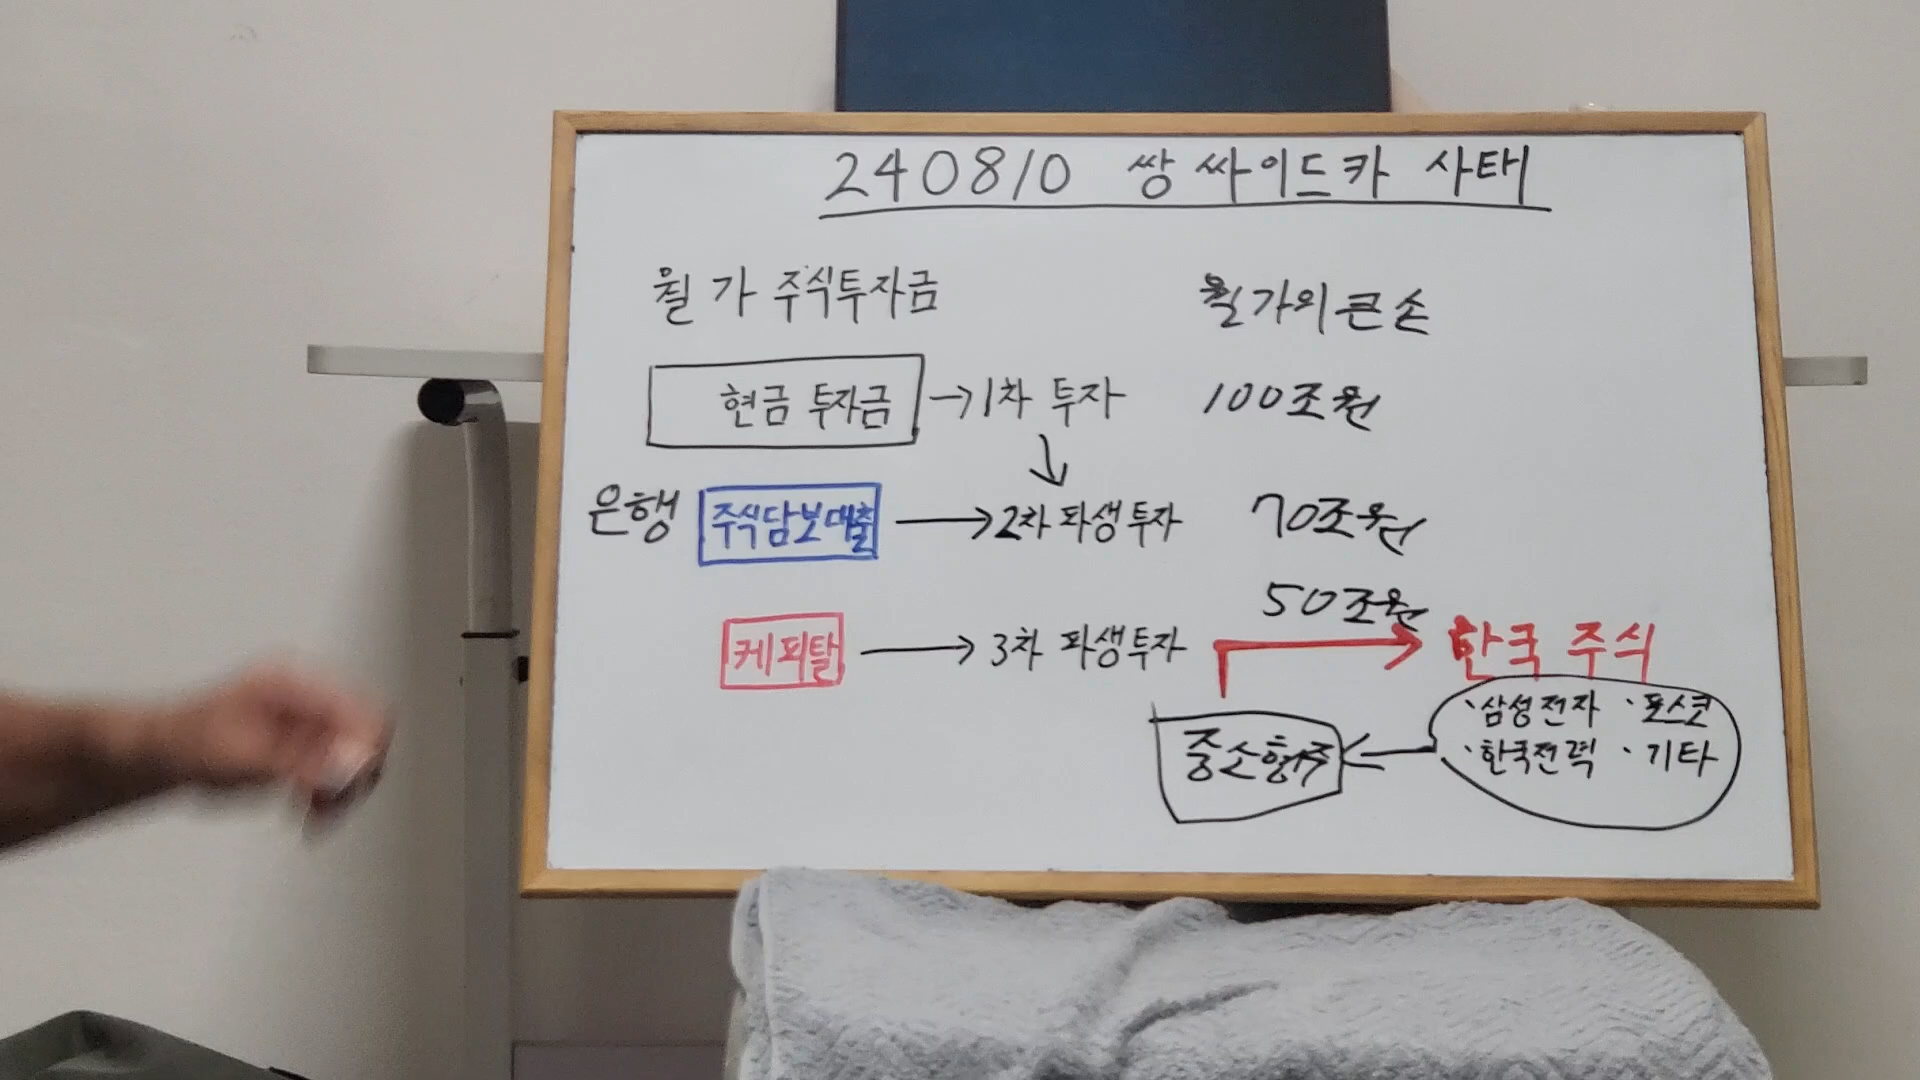 240810 쌍싸이드카 사태
월가 주식투자금 월가의큰손
현금 투자금 → 1차 투자 100조원
↓
은행 주식담보대출 → 2차 파생투자 70조원
50조원
케피탈 → 3차 파생투자 → 한국 주식
·삼성전자 ·포스코
중소형주 ← ·한국전력 ·기타